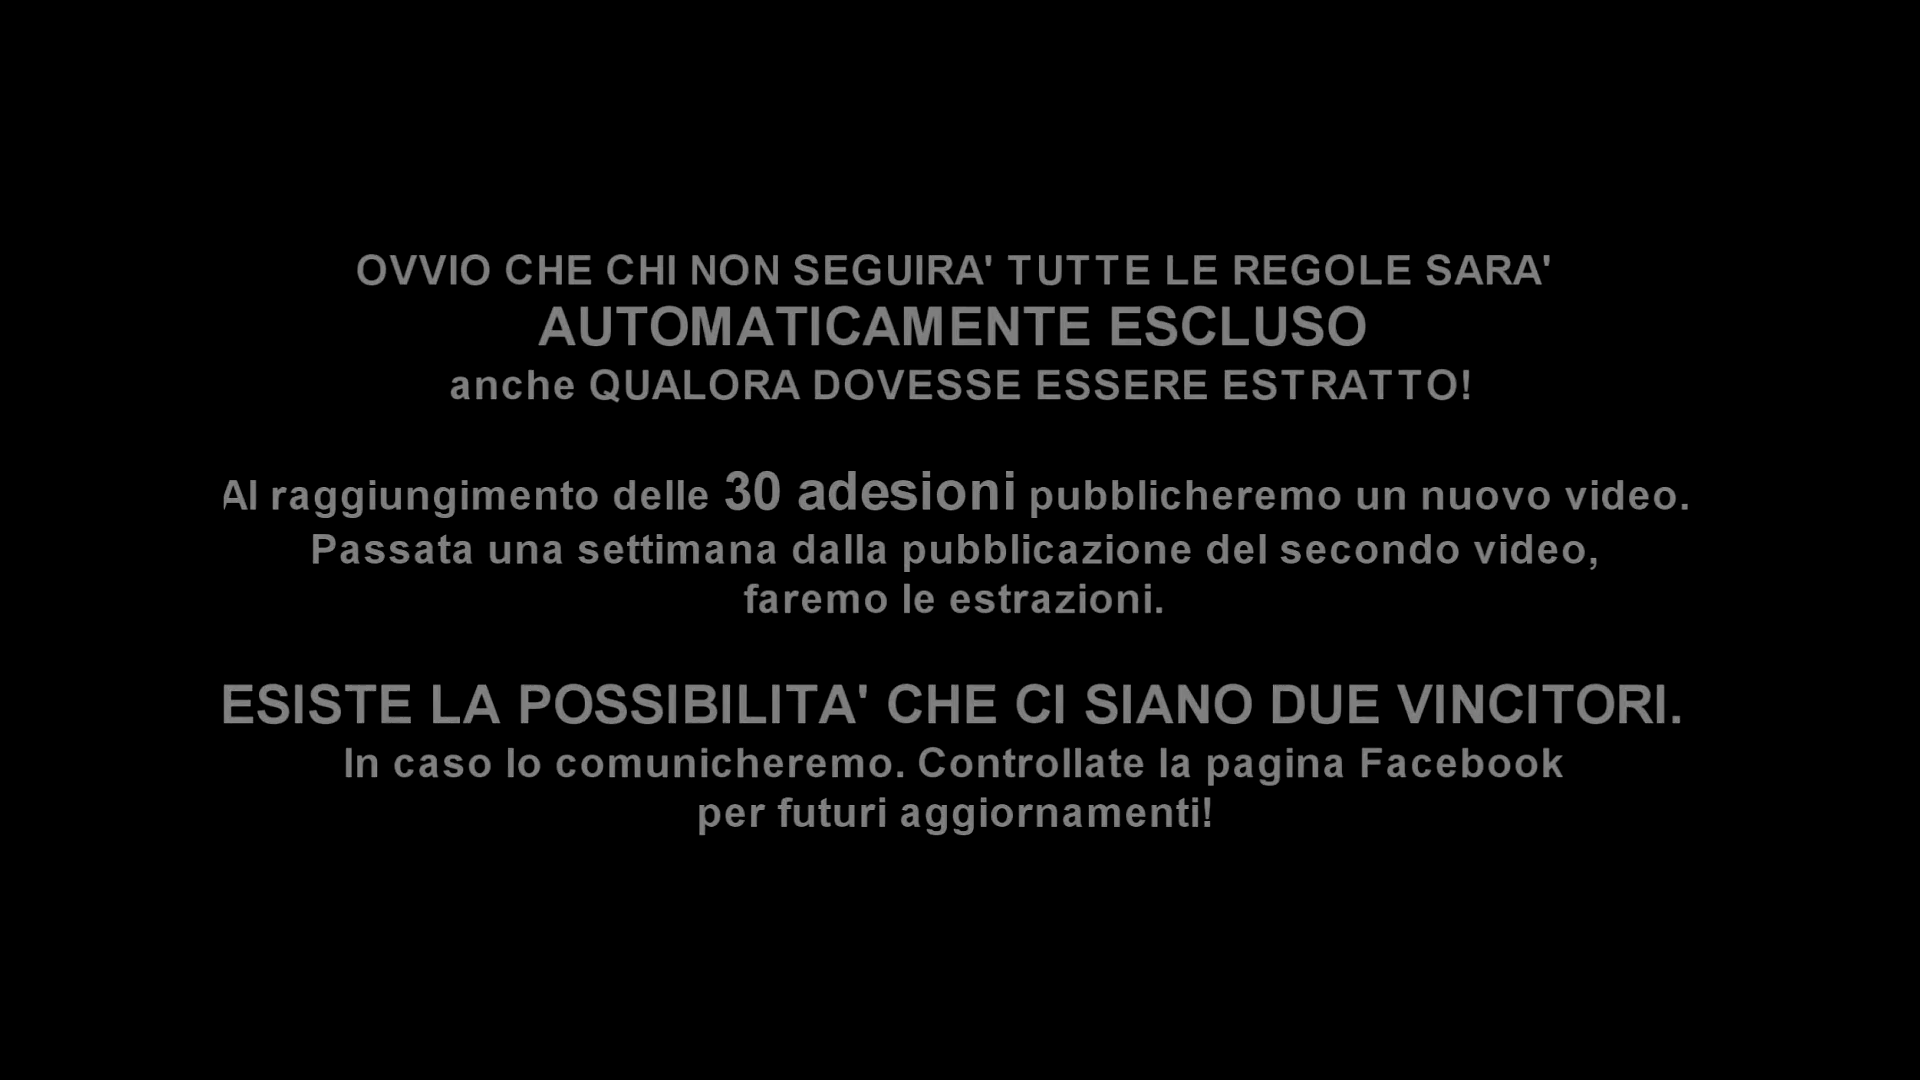 OVVIO CHE CHI NON SEGUIRA' TUTTE LE REGOLE SARA'
AUTOMATICAMENTE ESCLUSO
anche QUALORA DOVESSE ESSERE ESTRATTO!
Al raggiungimento delle 30 adesioni pubblicheremo un nuovo video.
Passata una settimana dalla pubblicazione del secondo video,
faremo le estrazioni.
ESISTE LA POSSIBILITA' CHE CI SIANO DUE VINCITORI.
In caso lo comunicheremo. Controllate la pagina Facebook
per futuri aggiornamenti!